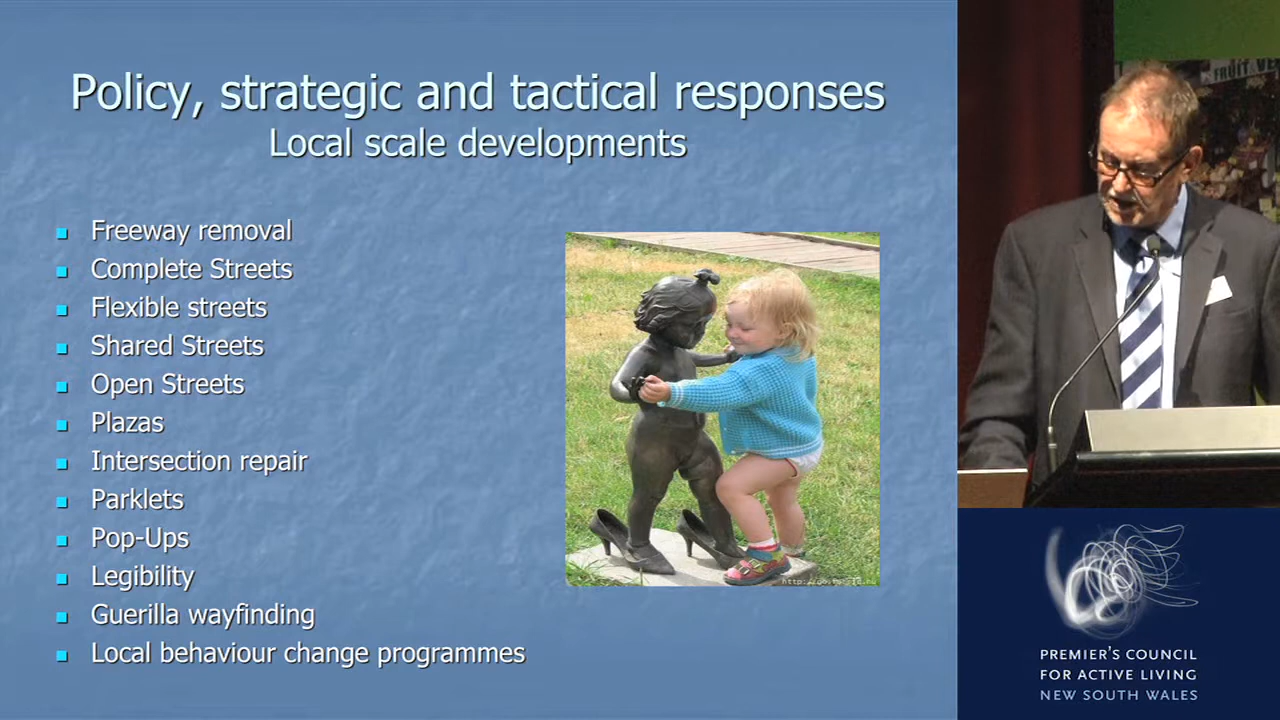 Policy, strategic and tactical responses
Local scale developments
Freeway removal
Complete Streets
Flexible streets
Shared Streets
Open Streets
Plazas
Intersection repair
Parklets
Pop-Ups
Legibility
Guerilla wayfinding
Local behaviour change programmes
FRUIT
PREMIER'S COUNCIL
FOR ACTIVE LIVING
NEW SOUTH WALES